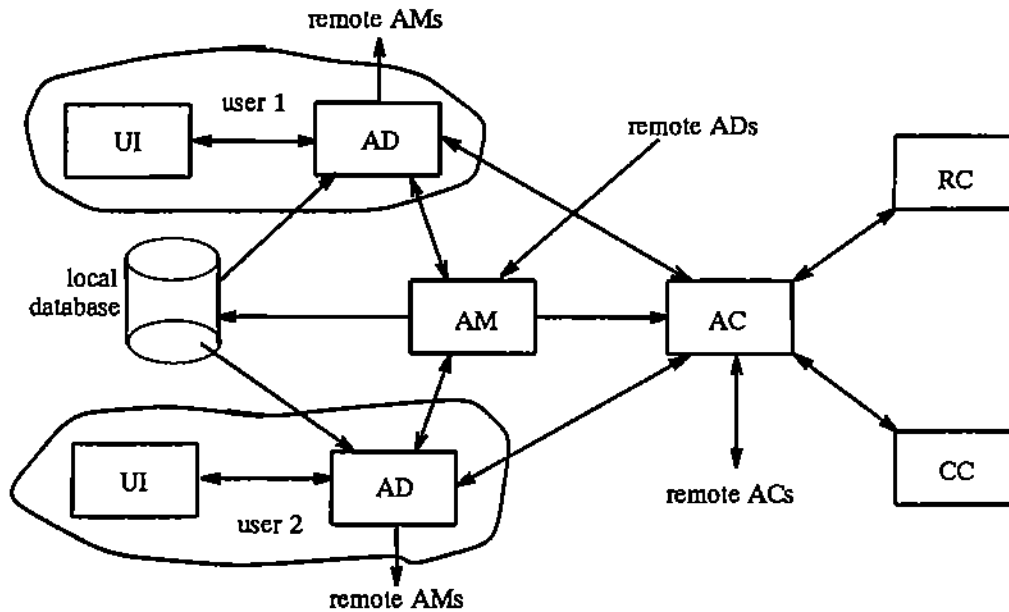 remote AMs
user 1
UI
AD
remote ADs
RC
local
database
AM
AC
UI
AD
user 2
remote ACs
CC
remote AMs